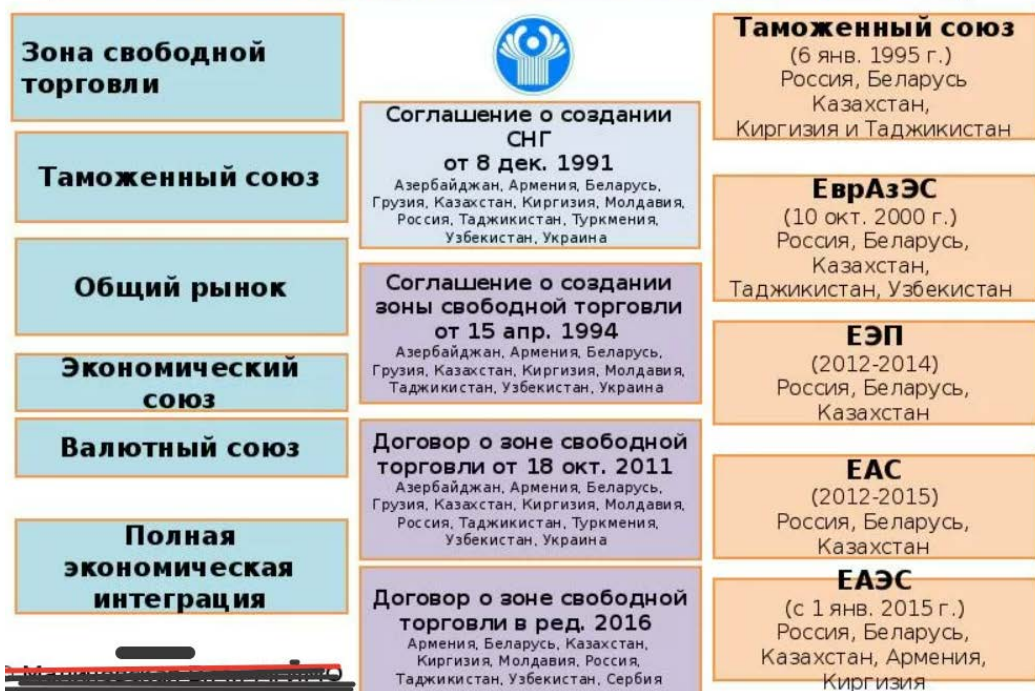 Зона свободной
торговли
Таможенный союз
Общий рынок
Экономический
союз
Валютный союз
Полная
экономическая
интеграция
Соглашение о создании
СНГ
от 8 дек. 1991
Азербайджан, Армения, Беларусь,
Грузия, Казахстан, Киргизия, Молдавия,
Россия, Таджикистан, Туркмения,
Узбекистан, Украина
Соглашение о создании
зоны свободной торговли
от 15 апр. 1994
Азербайджан, Армения, Беларусь,
Грузия, Казахстан, Киргизия, Молдавия,
Таджикистан, Узбекистан, Украина
Договор о зоне свободной
торговли от 18 окт. 2011
Азербайджан, Армения, Беларусь,
Грузия, Казахстан, Киргизия, Молдавия,
Россия, Таджикистан, Туркмения,
Узбекистан, Украина
Договор о зоне свободной
торговли в ред. 2016
Армения, Беларусь, Казахстан,
Киргизия, Молдавия, Россия,
Таджикистан, Узбекистан, Сербия
Таможенный союз
(6 янв. 1995 г.)
Россия, Беларусь
Казахстан,
Киргизия и Таджикистан
ЕврАзЭС
(10 окт. 2000 г.)
Россия, Беларусь,
Казахстан,
Таджикистан, Узбекистан
ЕЭП
(2012-2014)
Россия, Беларусь,
Казахстан
ЕАС
(2012-2015)
Россия, Беларусь,
Казахстан
ЕАЭС
(с 1 янв. 2015 г.)
Россия, Беларусь,
Казахстан, Армения,
Киргизия